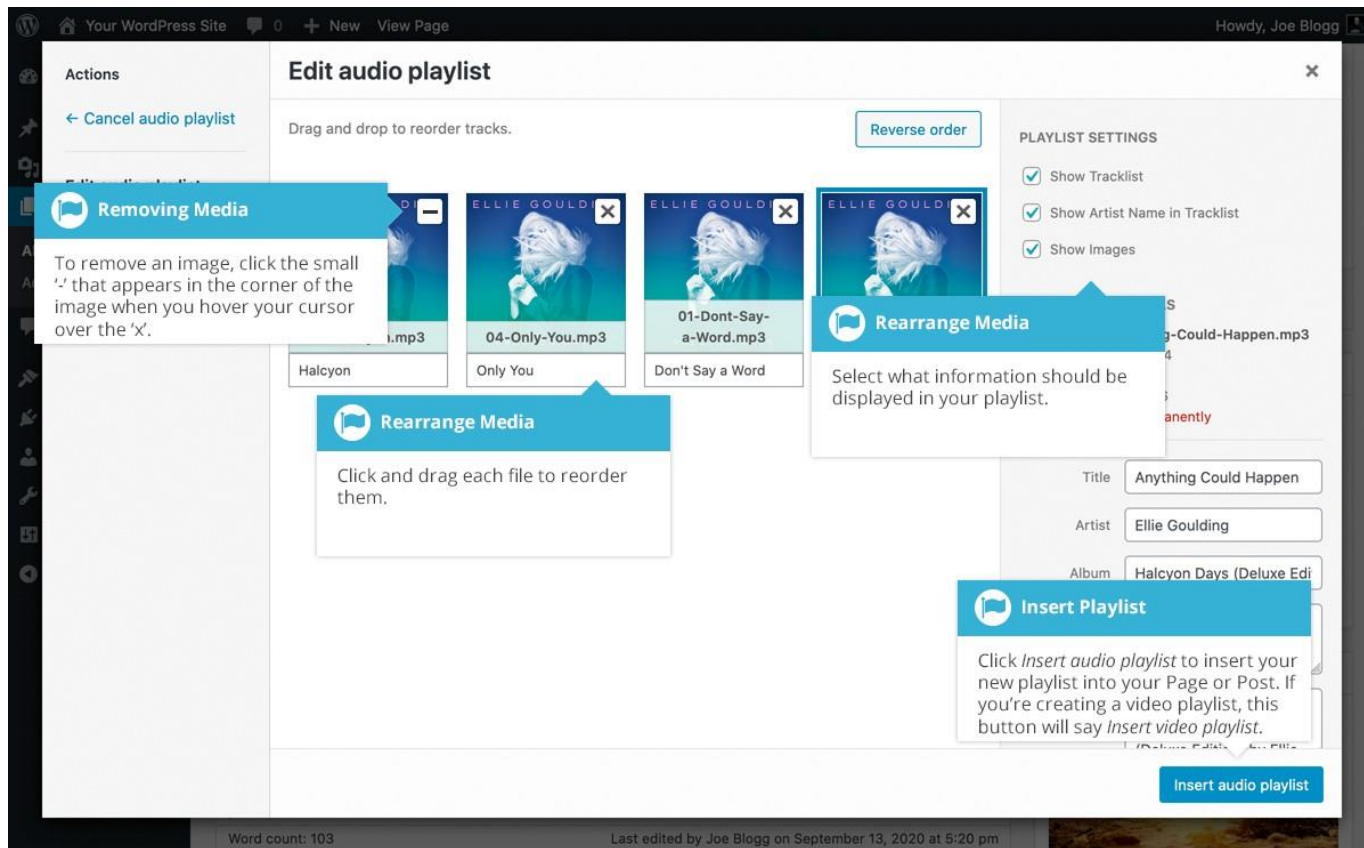 Your WordPress Site 0 + New View Page Howdy, Joe Blogg
Actions
← Cancel audio playlist
Edit audio playlist
Edit audio playlist
Drag and drop to reorder tracks.
Reverse order
Removing Media
To remove an image, click the small
‘-’ that appears in the corner of the
image when you hover your cursor
over the ‘x’.
ELLIE GOULDI
ELLIE GOULDI
ELLIE GOULDI
.mp3
Halcyon
04-Only-You.mp3
Only You
01-Dont-Say-
a-Word.mp3
Don't Say a Word
Rearrange Media
Click and drag each file to reorder
them.
PLAYLIST SETTINGS
Show Tracklist
Show Artist Name in Tracklist
Show Images
Rearrange Media
Select what information should be
displayed in your playlist.
g-Could-Happen.mp3
anently
Title Anything Could Happen
Artist Ellie Goulding
Album Halcyon Days (Deluxe Edi
Insert Playlist
Click Insert audio playlist to insert your
new playlist into your Page or Post. If
you’re creating a video playlist, this
button will say Insert video playlist.
Insert audio playlist
Word count: 103 Last edited by Joe Blogg on September 13, 2020 at 5:20 pm